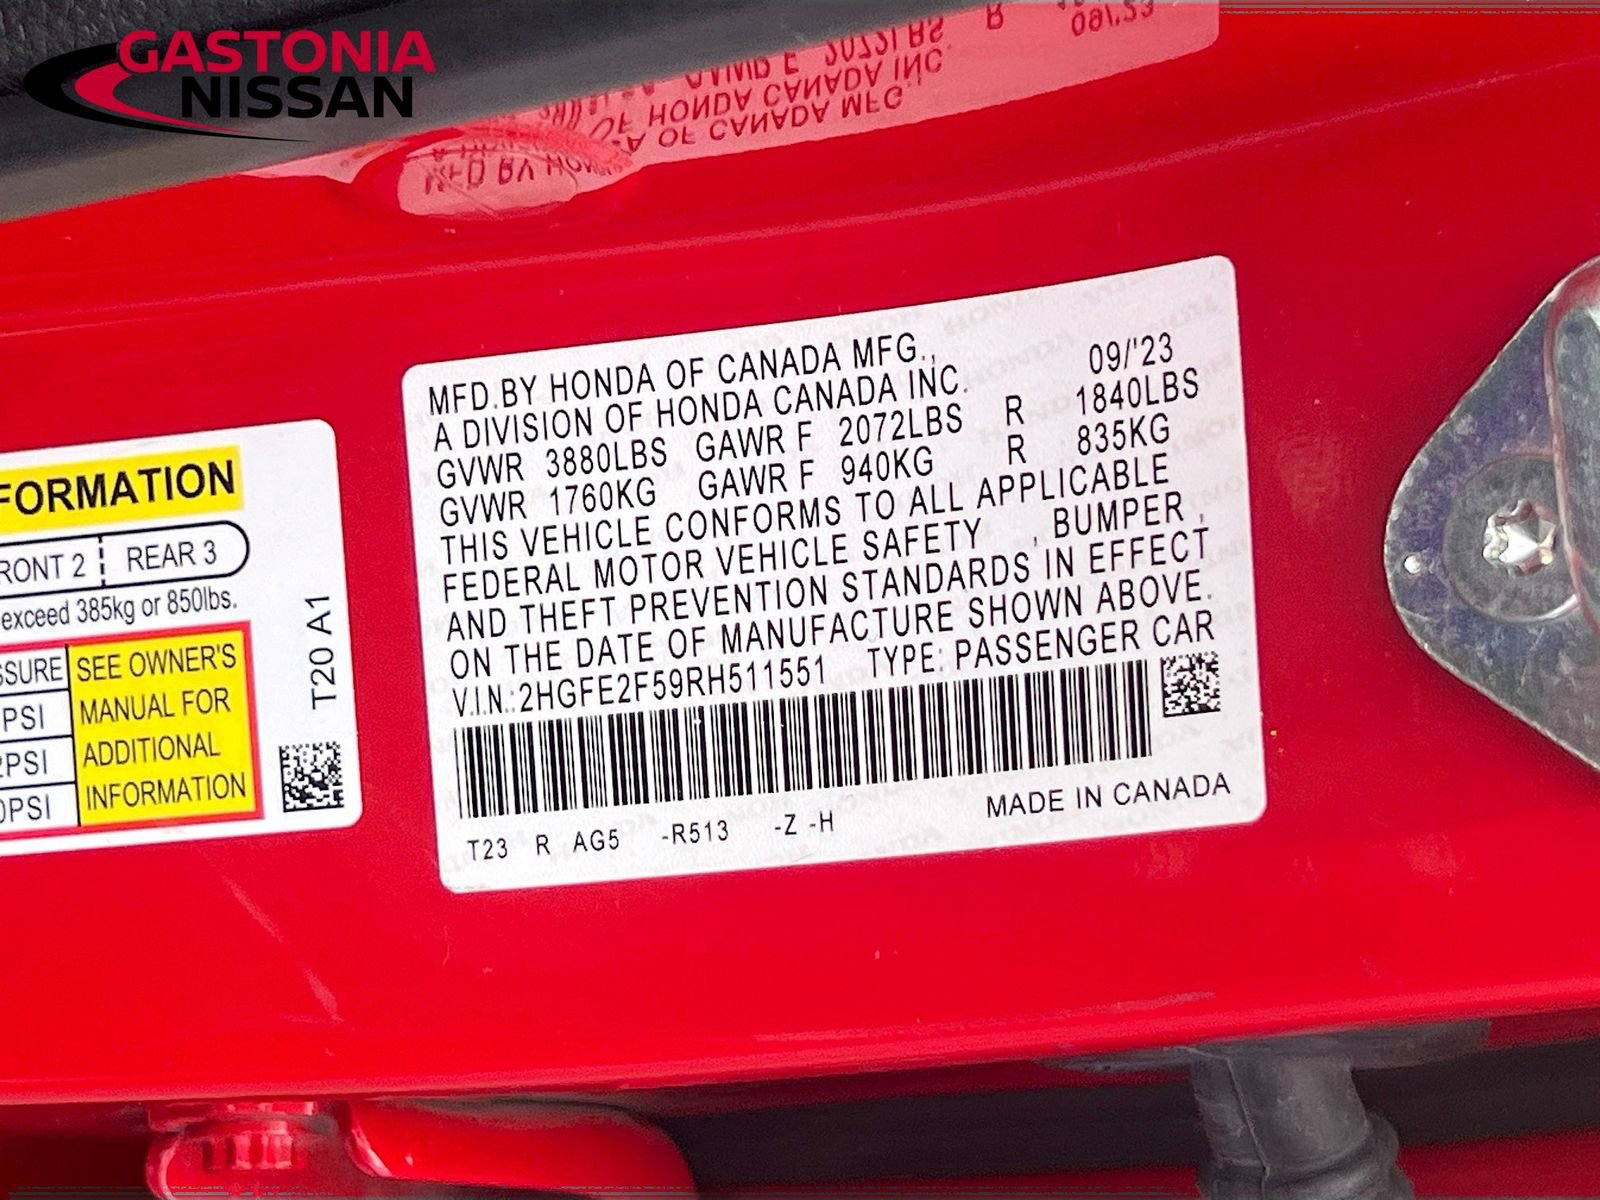 GASTONIA
NISSAN
MFD.BY HONDA OF CANADA MFG., 09/'23
A DIVISION OF HONDA CANADA INC.
GVWR 3880LBS GAWR F 2072LBS R 1840LBS
GVWR 1760KG GAWR F 940KG R 835KG
THIS VEHICLE CONFORMS TO ALL APPLICABLE
FEDERAL MOTOR VEHICLE SAFETY , BUMPER ,
AND THEFT PREVENTION STANDARDS IN EFFECT
ON THE DATE OF MANUFACTURE SHOWN ABOVE.
V.I.N.:2HGFE2F59RH511551 TYPE: PASSENGER CAR
T23 R AG5 -R513 -Z -H
MADE IN CANADA
FORMATION
RONT 2 REAR 3
exceed 385kg or 850lbs.
SSURE
PSI
PSI
PSI
SEE OWNER'S
MANUAL FOR
ADDITIONAL
INFORMATION
T20 A1